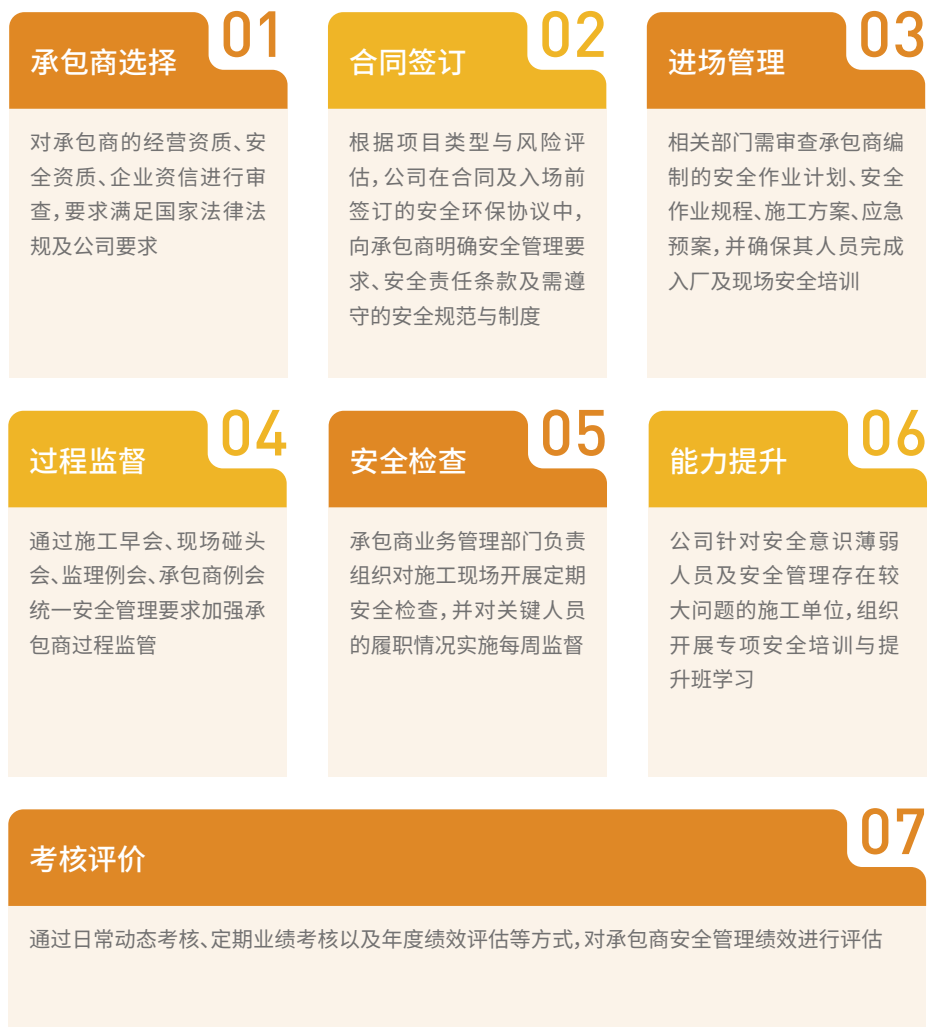 01
承包商选择
对承包商的经营资质、安
全资质、企业资信进行审
查，要求满足国家法律法
规及公司要求
02
合同签订
根据项目类型与风险评
估，公司在合同及入场前
签订的安全环保协议中，
向承包商明确安全管理要
求、安全责任条款及需遵
守的安全规范与制度
03
进场管理
相关部门需审查承包商编
制的安全作业计划、安全
作业规程、施工方案、应急
预案，并确保其人员完成
入厂及现场安全培训
04
过程监督
通过施工早会、现场碰头
会、监理例会、承包商例会
统一安全管理要求加强承
包商过程监管
05
安全检查
承包商业务管理部门负责
组织对施工现场开展定期
安全检查，并对关键人员
的履职情况实施每周监督
06
能力提升
公司针对安全意识薄弱
人员及安全管理存在较
大问题的施工单位，组织
开展专项安全培训与提
升班学习
07
考核评价
通过日常动态考核、定期业绩考核以及年度绩效评估等方式，对承包商安全管理绩效进行评估